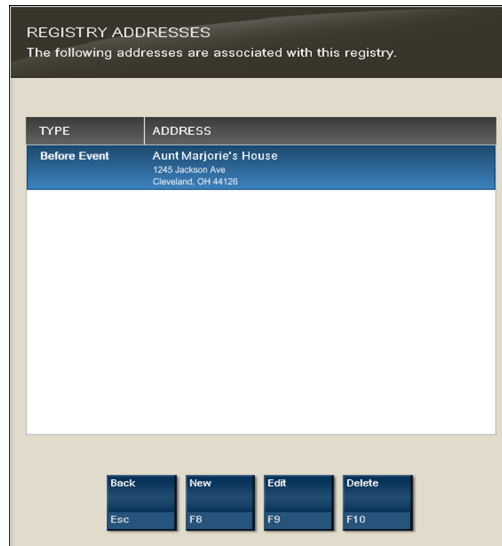 REGISTRY ADDRESSES
The following addresses are associated with this registry.
TYPE ADDRESS
Before Event Aunt Marjorie's House
1245 Jackson Ave
Cleveland, OH 44126
Back New Edit Delete
Esc F8 F9 F10